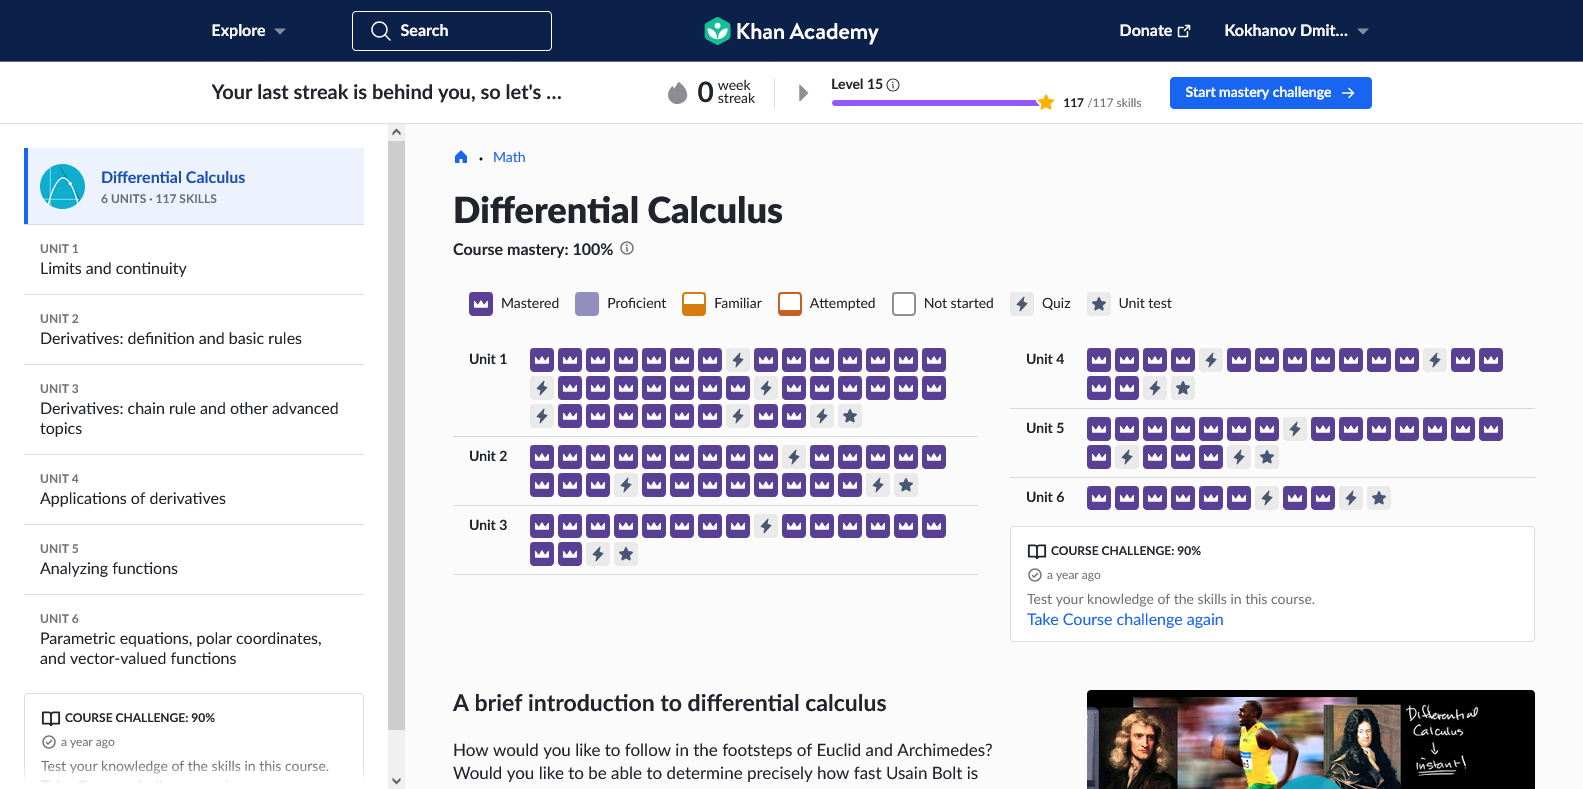 Explore
Search
Khan Academy
Donate
Kokhanov Dmit...
Your last streak is behind you, so let's ...
0 week
streak
Level 15
117 /117 skills
Start mastery challenge
Differential Calculus
6 UNITS · 117 SKILLS
UNIT 1
Limits and continuity
UNIT 2
Derivatives: definition and basic rules
UNIT 3
Derivatives: chain rule and other advanced
topics
UNIT 4
Applications of derivatives
UNIT 5
Analyzing functions
UNIT 6
Parametric equations, polar coordinates,
and vector-valued functions
COURSE CHALLENGE: 90%
a year ago
Test your knowledge of the skills in this course.
Math
Differential Calculus
Course mastery: 100%
Mastered
Proficient
Familiar
Attempted
Not started
Quiz
Unit test
Unit 1
Unit 2
Unit 3
Unit 4
Unit 5
Unit 6
COURSE CHALLENGE: 90%
a year ago
Test your knowledge of the skills in this course.
Take Course challenge again
A brief introduction to differential calculus
How would you like to follow in the footsteps of Euclid and Archimedes?
Would you like to be able to determine precisely how fast Usain Bolt is
Differential
Calculus
instant!